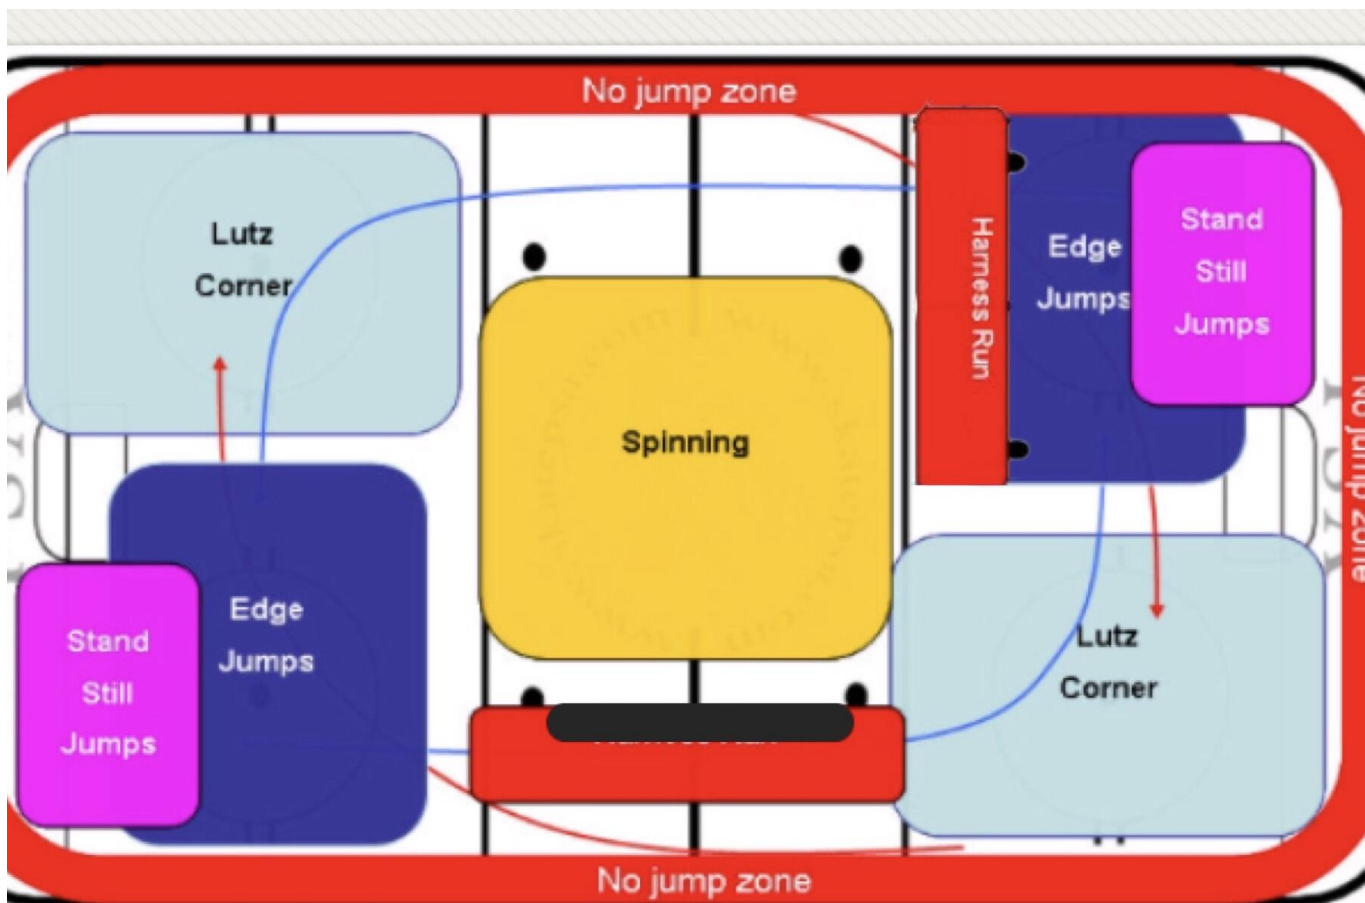 No jump zone
Lutz
Corner
Harness Run
Edge
Jumps
Stand
Still
Jumps
Spinning
No jump zone
Edge
Jumps
Stand
Still
Jumps
Lutz
Corner
No jump zone